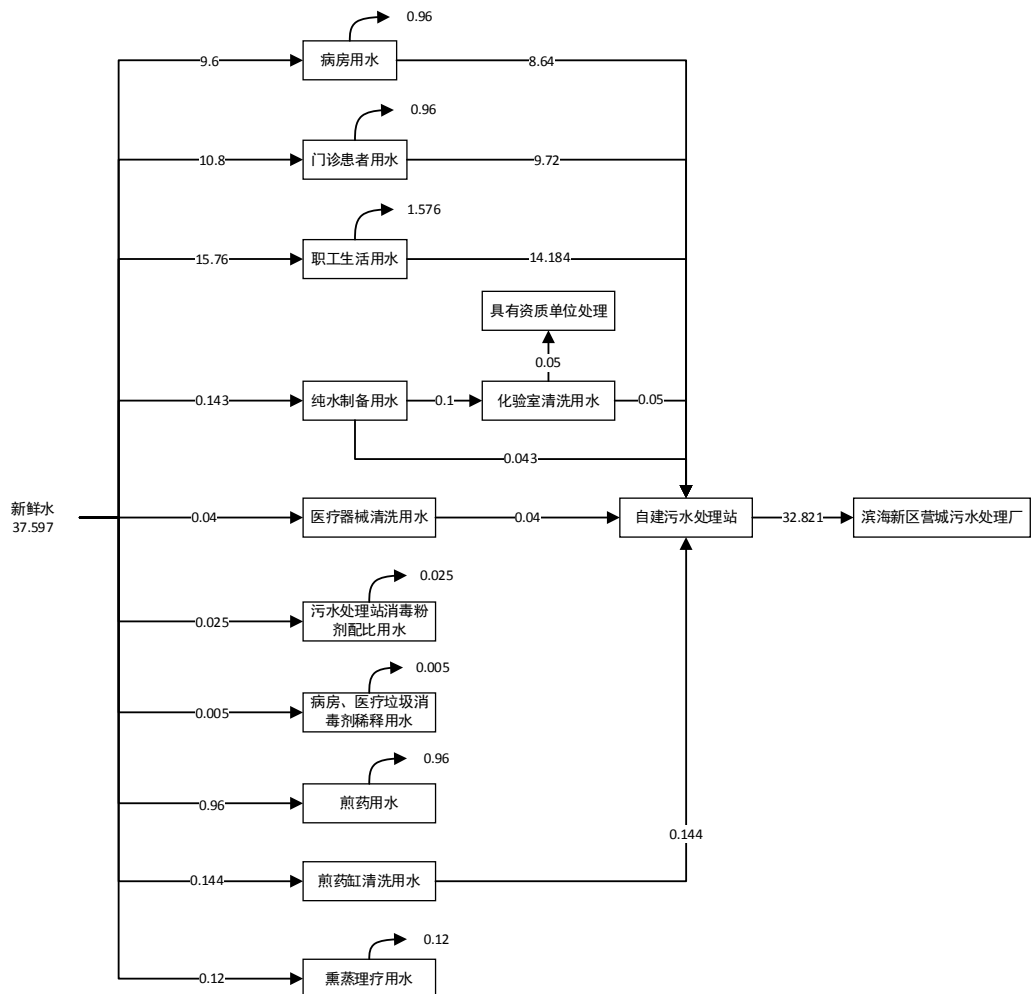 0.96
9.6
病房用水
8.64
0.96
10.8
门诊患者用水
9.72
1.576
15.76
职工生活用水
14.184
具有资质单位处理
0.05
0.143
纯水制备用水
0.1
化验室清洗用水
0.05
0.043
新鲜水
37.597
0.04
医疗器械清洗用水
0.04
自建污水处理站
32.821
滨海新区营城污水处理厂
0.025
0.025
污水处理站消毒粉
剂配比用水
0.005
0.005
病房、医疗垃圾消
毒剂稀释用水
0.96
0.96
煎药用水
0.144
0.144
煎药缸清洗用水
0.12
0.12
熏蒸理疗用水